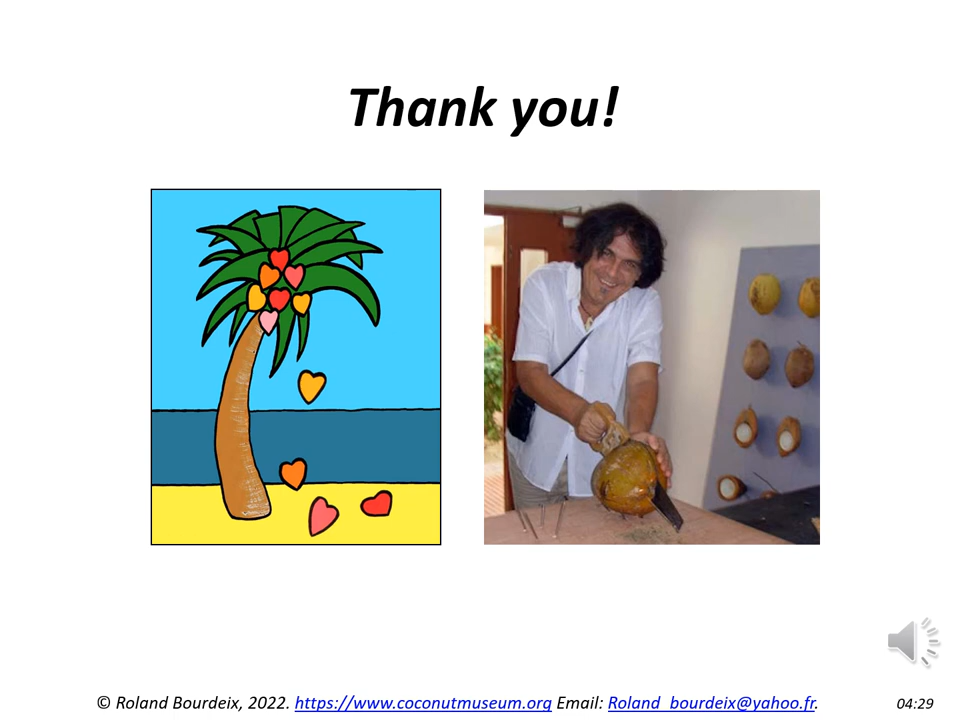 Thank you!
© Roland Bourdeix, 2022. https://www.coconutmuseum.org Email: Roland_bourdeix@yahoo.fr.
04:29